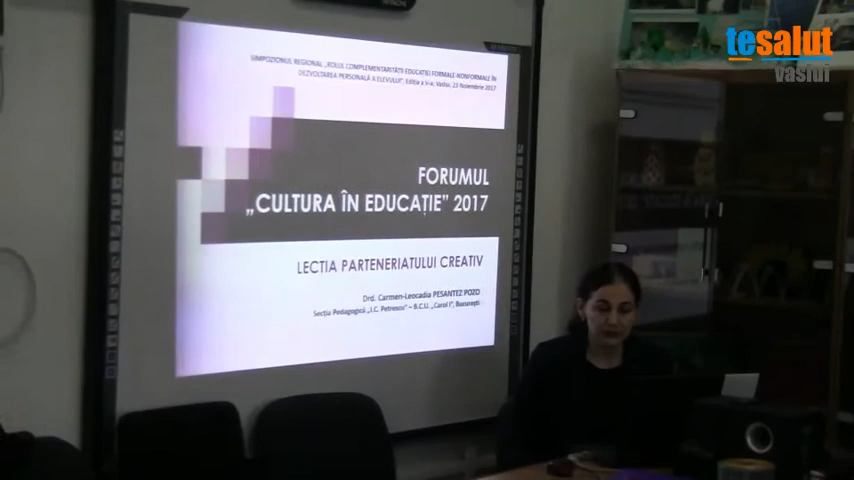 tesalut
vaslui
SIMPOZIONUL REGIONAL „ROLUL COMPLEMENTARITĂȚII EDUCAȚIEI FORMALE-NONFORMALE ÎN
DEZVOLTAREA PERSONALĂ A ELEVULUI”, Ediția a V-a, Vaslui, 23 Noiembrie 2017
FORUMUL
„CULTURA ÎN EDUCAȚIE” 2017
LECTIA PARTENERIATULUI CREATIV
Drd. Carmen-Leocadia PESANTEZ POZO
Secția Pedagogică „I.C. Petrescu” – B.C.U. „Carol I”, București